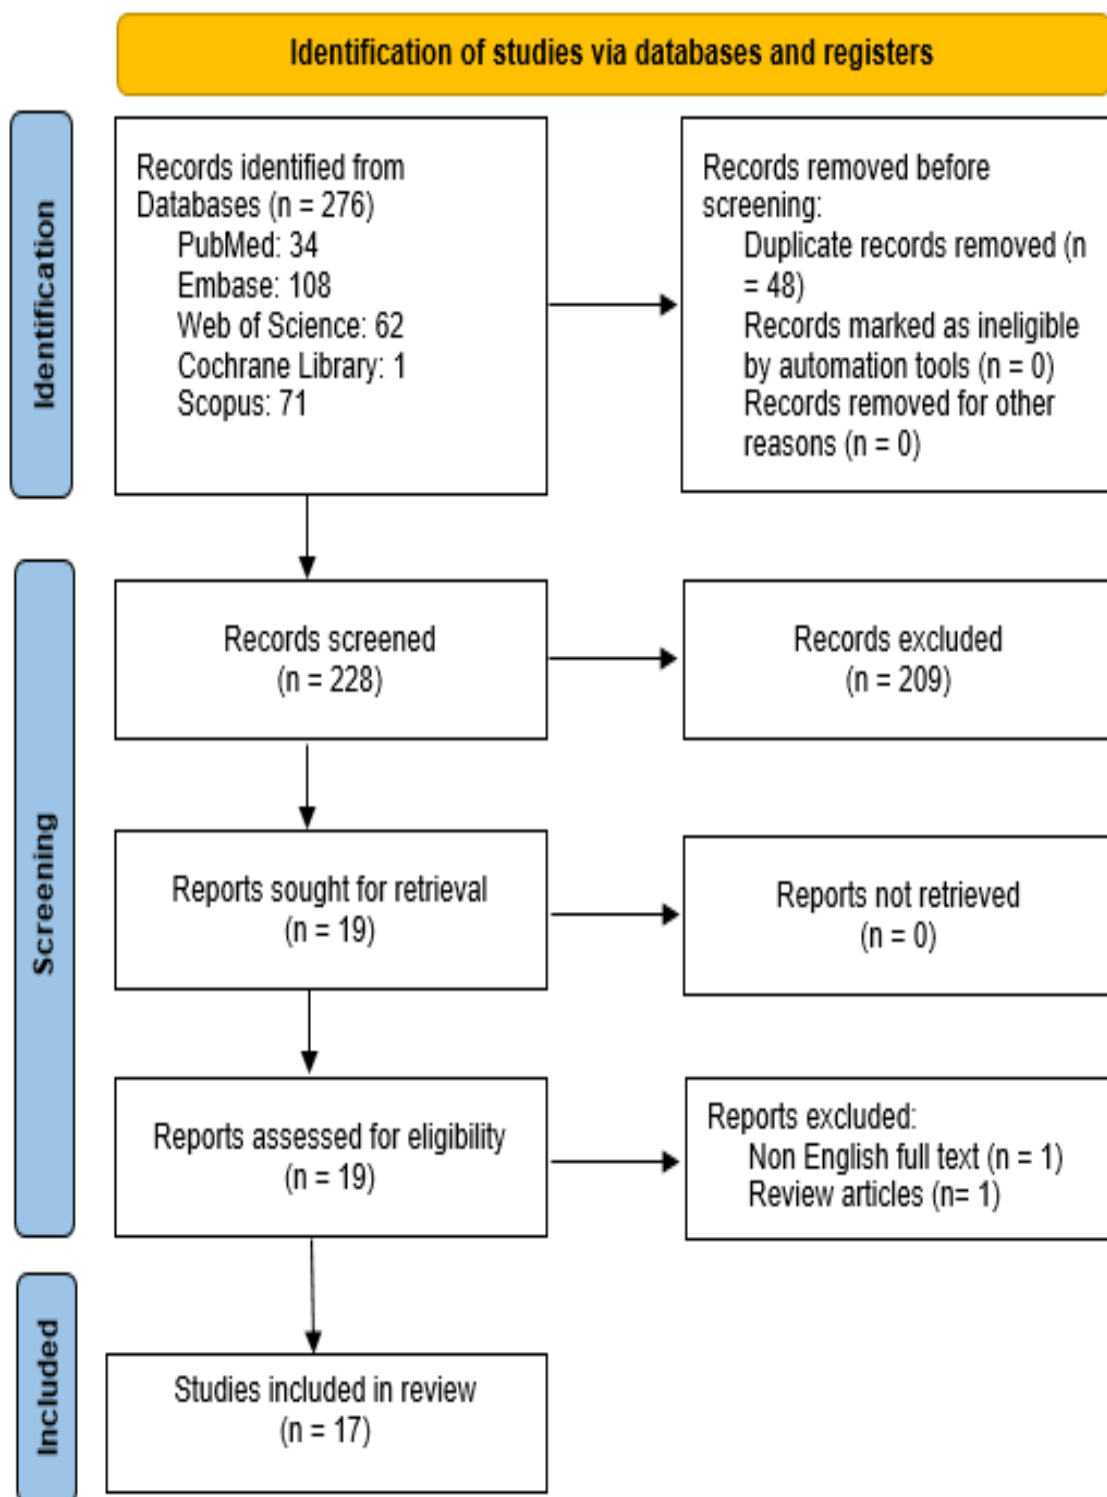 Identification of studies via databases and registers
Identification
Records identified from
Databases (n = 276)
PubMed: 34
Embase: 108
Web of Science: 62
Cochrane Library: 1
Scopus: 71
Records removed before
screening:
Duplicate records removed (n
= 48)
Records marked as ineligible
by automation tools (n = 0)
Records removed for other
reasons (n = 0)
Screening
Records screened
(n = 228)
Records excluded
(n = 209)
Reports sought for retrieval
(n = 19)
Reports not retrieved
(n = 0)
Reports assessed for eligibility
(n = 19)
Reports excluded:
Non English full text (n = 1)
Review articles (n= 1)
Included
Studies included in review
(n = 17)